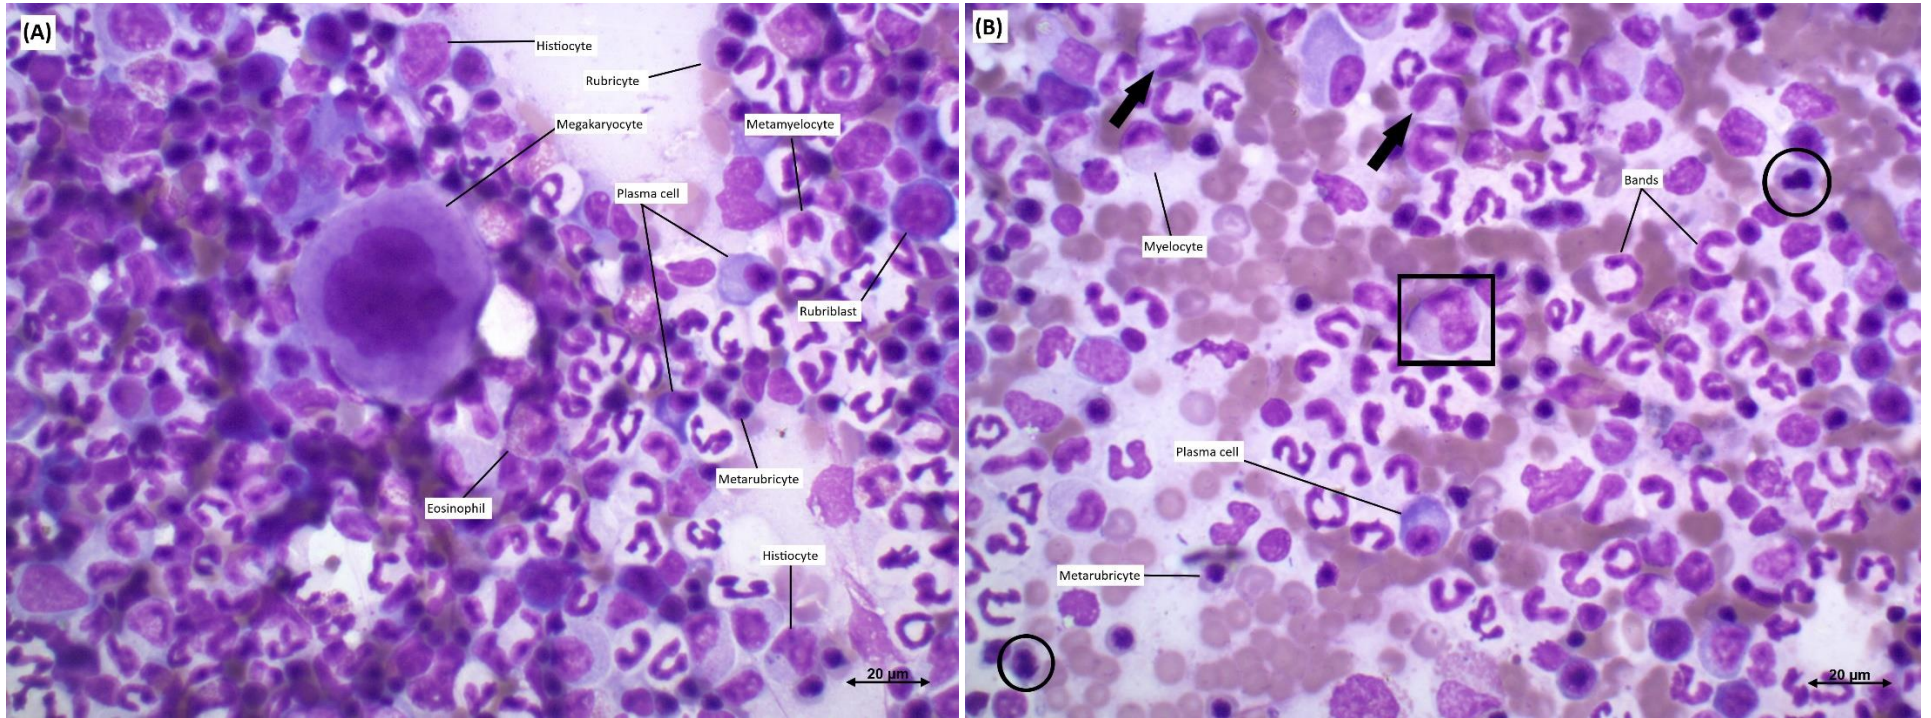 (A)
Histiocyte
Rubricyte
Megakaryocyte
Metamyelocyte
Plasma cell
Rubriblast
Metarubricyte
Eosinophil
Histiocyte
20 µm
(B)
Bands
Myelocyte
Plasma cell
Metarubricyte
20 µm